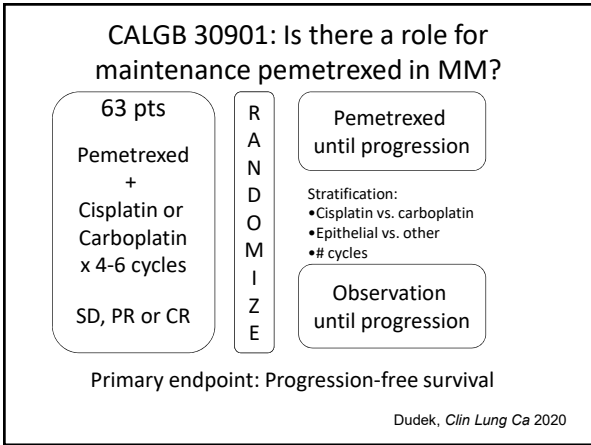 CALGB 30901: Is there a role for
maintenance pemetrexed in MM?
63 pts
Pemetrexed
+
Cisplatin or
Carboplatin
x 4-6 cycles
SD, PR or CR
R
A
N
D
O
M
I
Z
E
Pemetrexed
until progression
Stratification:
•Cisplatin vs. carboplatin
•Epithelial vs. other
•# cycles
Observation
until progression
Primary endpoint: Progression-free survival
Dudek, Clin Lung Ca 2020